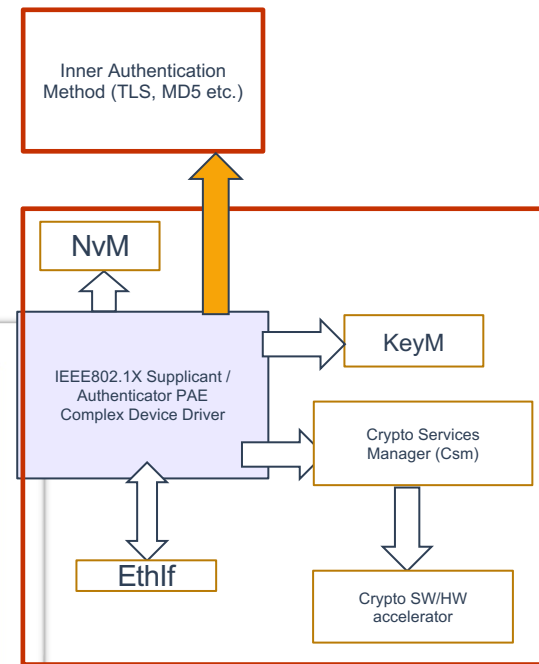 Inner Authentication
Method (TLS, MD5 etc.)
NvM
KeyM
IEEE802.1X Supplicant /
Authenticator PAE
Complex Device Driver
Crypto Services
Manager (Csm)
EthIf
Crypto SW/HW
accelerator